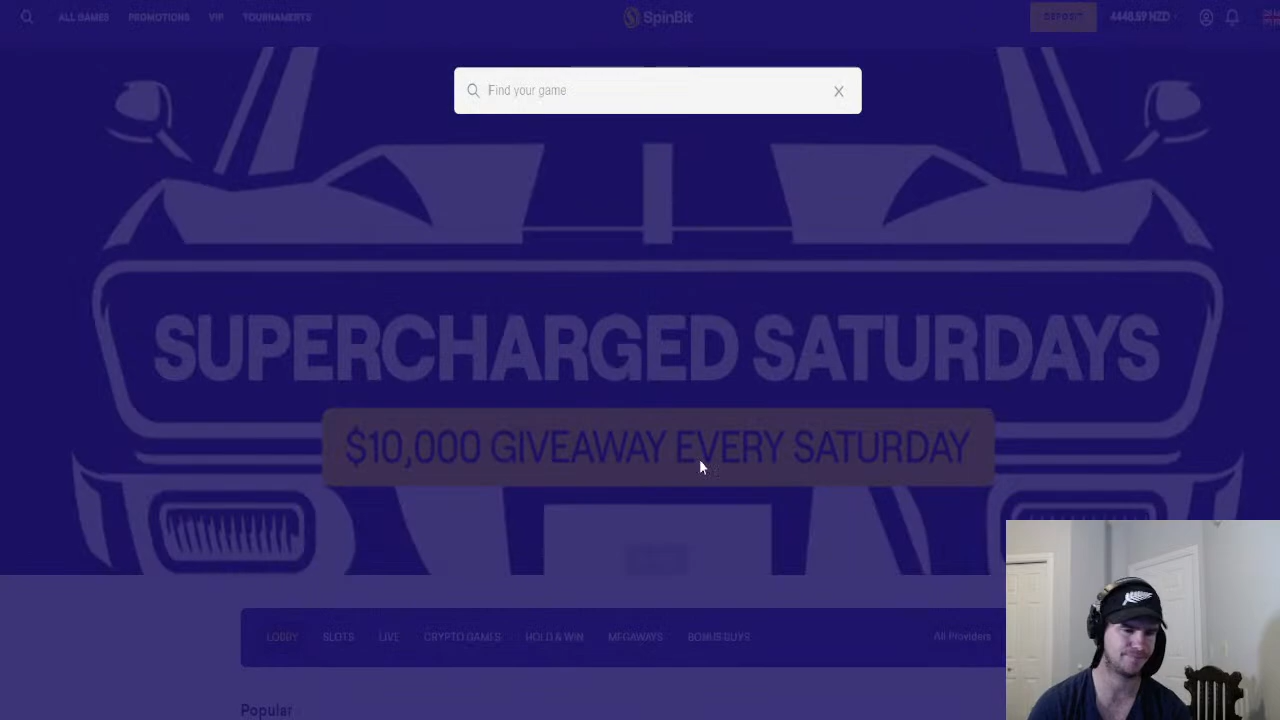 ALL GAMES PROMOTIONS VIP TOURNAMENTS SpinBit DEPOSIT 4448.59 NZD
Find your game
SUPERCHARGED SATURDAYS
$10,000 GIVEAWAY EVERY SATURDAY
LOBBY SLOTS LIVE CRYPTO GAMES HOLD & WIN MEGAWAYS BONUS BUYS All Providers
Popular